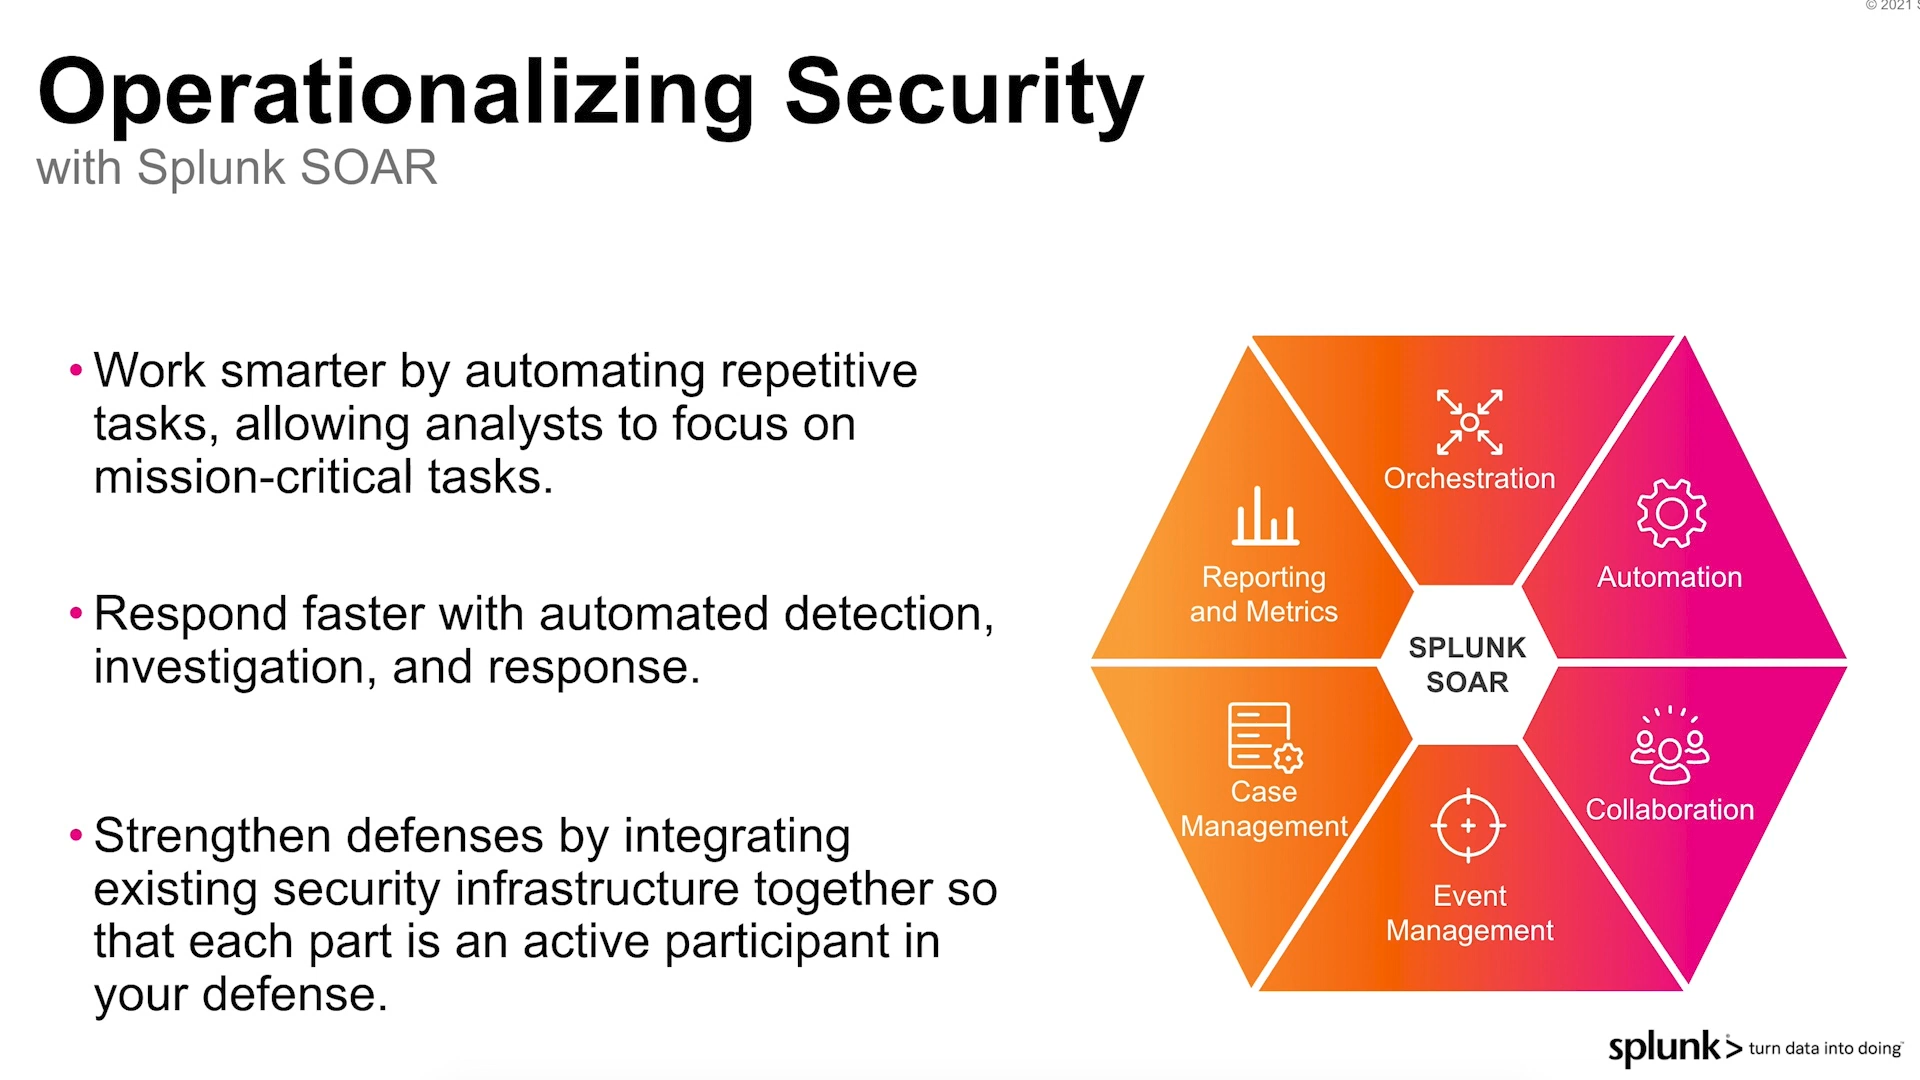 © 2021
Operationalizing Security
with Splunk SOAR
• Work smarter by automating repetitive
tasks, allowing analysts to focus on
mission-critical tasks.
• Respond faster with automated detection,
investigation, and response.
• Strengthen defenses by integrating
existing security infrastructure together so
that each part is an active participant in
your defense.
Orchestration
Automation
Reporting
and Metrics
SPLUNK
SOAR
Case
Management
Collaboration
Event
Management
splunk> turn data into doing™